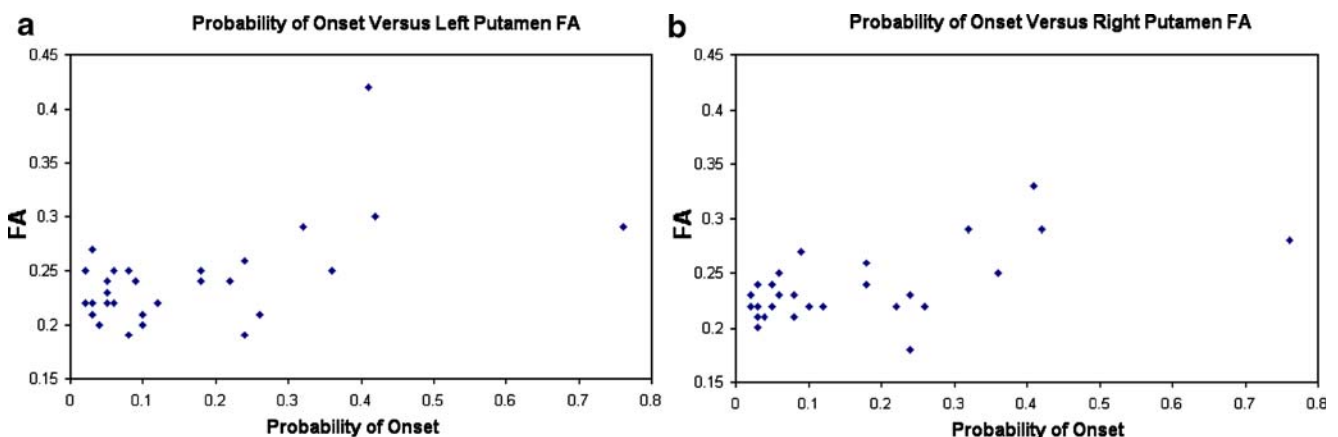 a
Probability of Onset Versus Left Putamen FA
0.45
0.4
0.35
0.3
0.25
0.2
0.15
FA
0 0.1 0.2 0.3 0.4 0.5 0.6 0.7 0.8
Probability of Onset
b
Probability of Onset Versus Right Putamen FA
0.45
0.4
0.35
0.3
0.25
0.2
0.15
FA
0 0.1 0.2 0.3 0.4 0.5 0.6 0.7 0.8
Probability of Onset